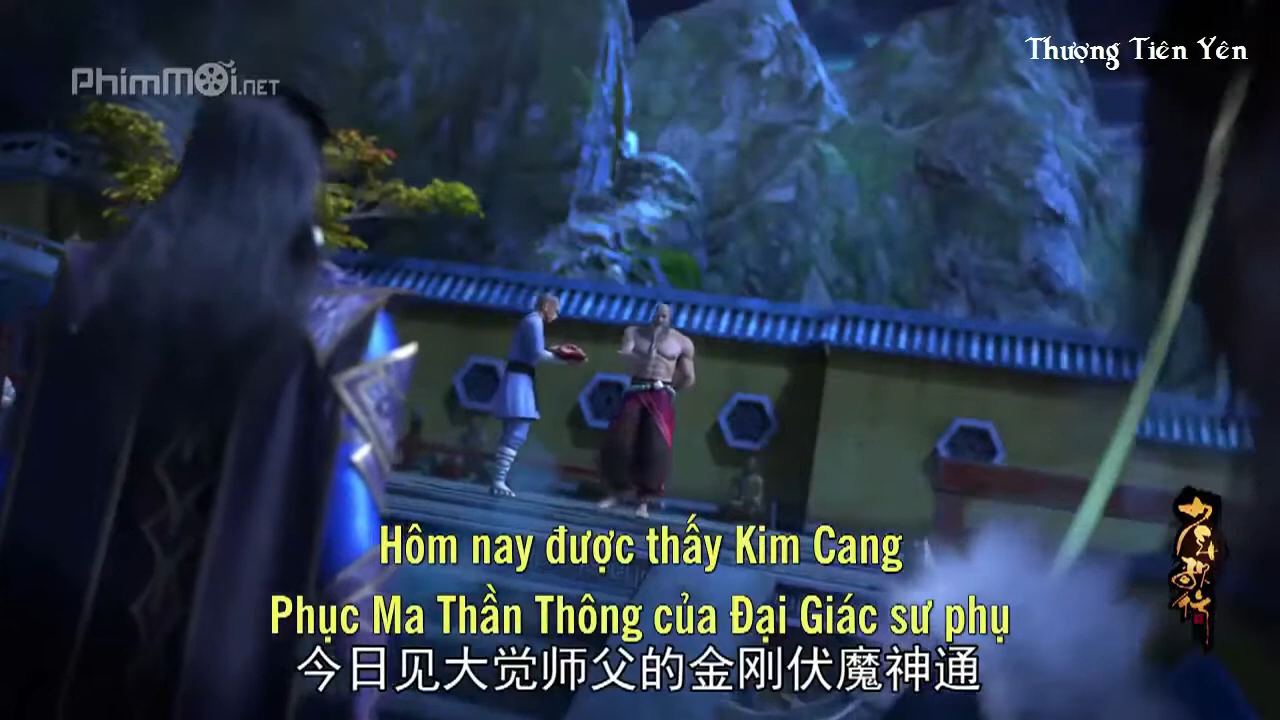 PhimMỗi.NET
Thượng Tiên Yên
Hôm nay được thấy Kim Cang
Phục Ma Thần Thông của Đại Giác sư phụ
今日见大觉师父的金刚伏魔神通